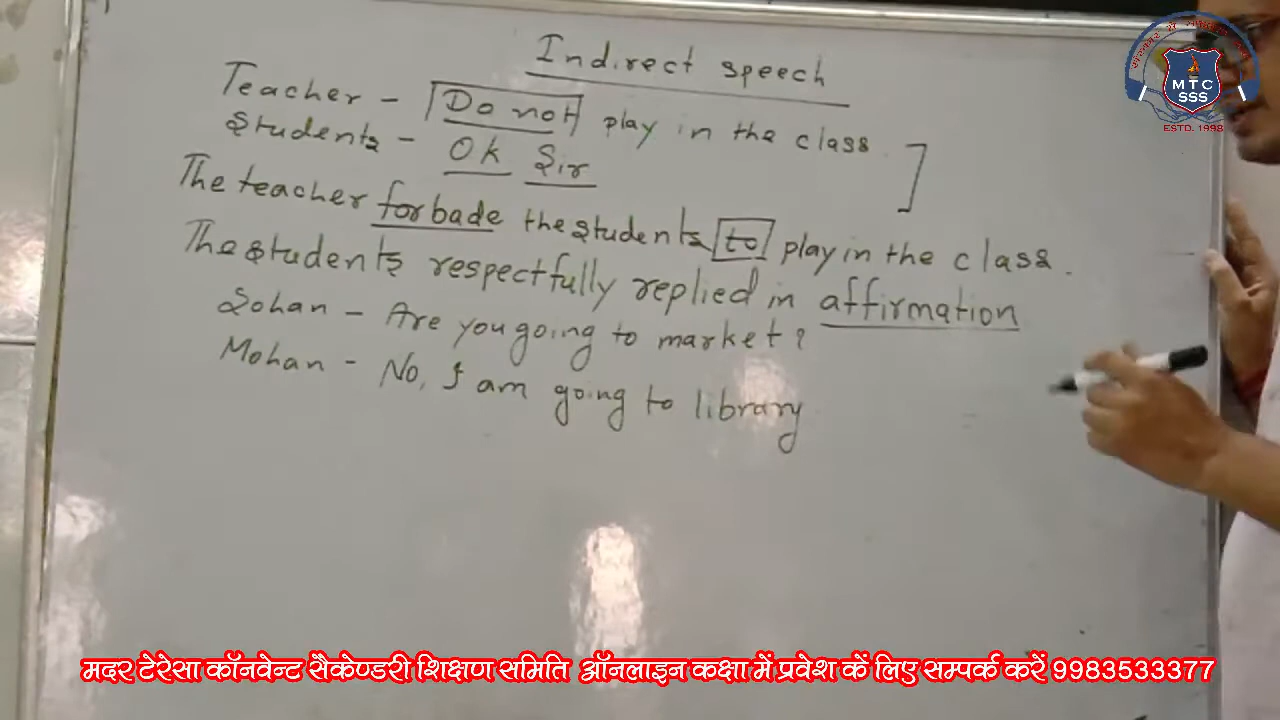 Indirect speech
Teacher - Do not play in the class.
Students - Ok Sir
The teacher forbade the students to play in the class.
The students respectfully replied in affirmation
Sohan - Are you going to market?
Mohan - No, I am going to library
MTC
SSS
ESTD. 1998
मदर टेरेसा कॉनवेन्ट सैकेण्डरी शिक्षण समिति ऑनलाइन कक्षा में प्रवेश कें लिए सम्पर्क करें 9983533377